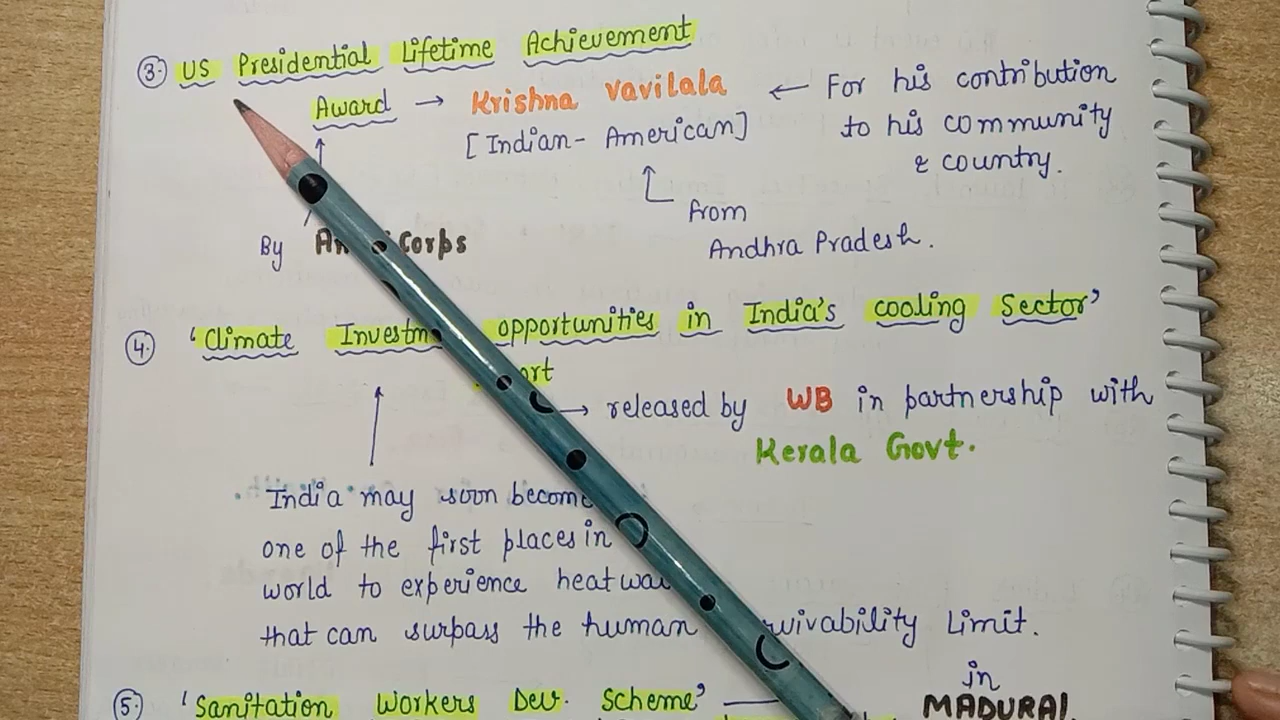 3. US Presidential Lifetime Achievement
Award → Krishna Vavilala ← For his contribution
[Indian-American] to his community
& country.
from
By Corps Andhra Pradesh.
4. 'Climate opportunities in India's cooling Sector'
→ released by WB in partnership with
Kerala Govt.
India may soon become
one of the first places in
world to experience
that can surpass the human Limit.
in
5. 'Sanitation Workers Dev. Scheme' MADURAI